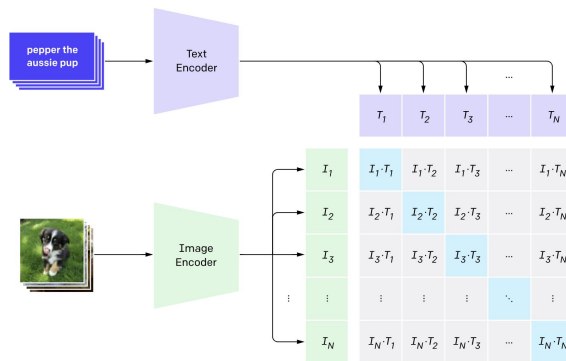 pepper the
aussie pup
Text
Encoder
...
T1 T2 T3 ... TN
I1 I1·T1 I1·T2 I1·T3 ... I1·TN
I2 I2·T1 I2·T2 I2·T3 ... I2·TN
I3 I3·T1 I3·T2 I3·T3 ... I3·TN
Image
Encoder
⋮ ⋮ ⋮ ⋮ ⋮ ⋱ ⋮
IN IN·T1 IN·T2 IN·T3 ... IN·TN